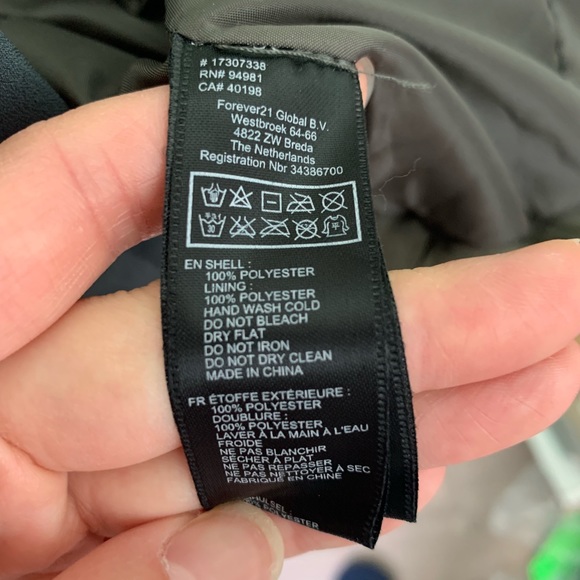 # 17307338
RN# 94981
CA# 40198
Forever21 Global B.V.
Westbroek 64-66
4822 ZW Breda
The Netherlands
Registration Nbr 34386700
30
EN SHELL :
100% POLYESTER
LINING :
100% POLYESTER
HAND WASH COLD
DO NOT BLEACH
DRY FLAT
DO NOT IRON
DO NOT DRY CLEAN
MADE IN CHINA
FR ÉTOFFE EXTÉRIEURE :
100% POLYESTER
DOUBLURE :
100% POLYESTER
LAVER À LA MAIN À L'EAU
FROIDE
NE PAS BLANCHIR
SÉCHER À PLAT
NE PAS REPASSER
NE PAS NETTOYER À SEC
FABRIQUÉ EN CHINE